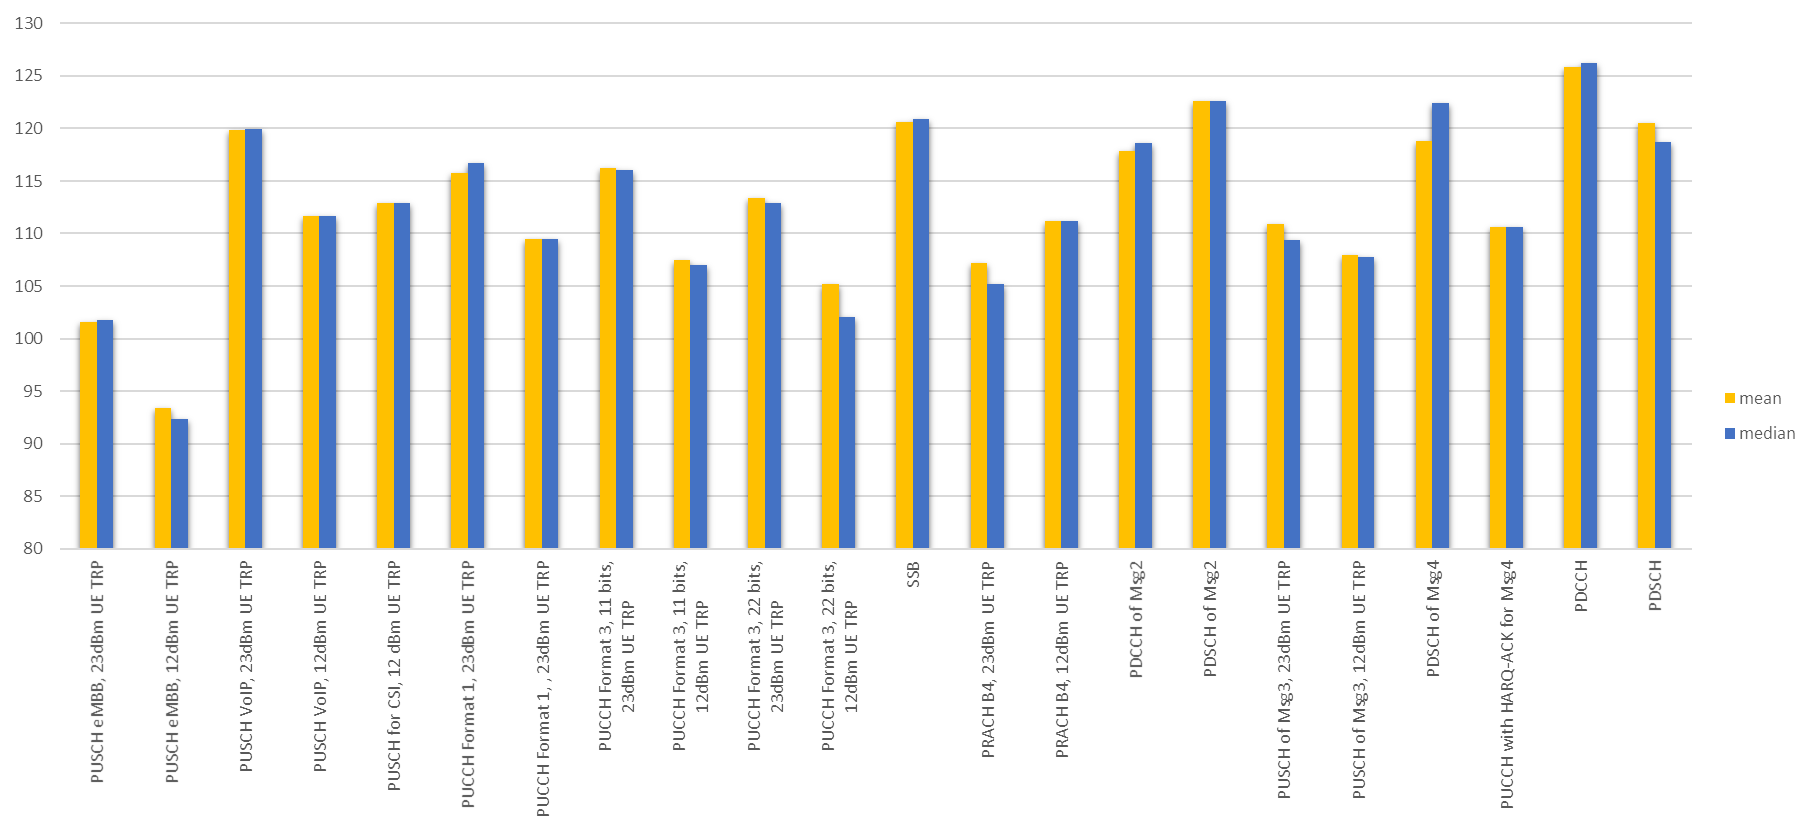 130
125
120
115
110
105
100
95
90
85
80
PUSCH eMBB, 23dBm UE TRP
PUSCH eMBB, 12dBm UE TRP
PUSCH VoIP, 23dBm UE TRP
PUSCH VoIP, 12dBm UE TRP
PUSCH for CSI, 12 dBm UE TRP
PUCCH Format 1, 23dBm UE TRP
PUCCH Format 1, , 23dBm UE TRP
PUCCH Format 3, 11 bits,
23dBm UE TRP
PUCCH Format 3, 11 bits,
12dBm UE TRP
PUCCH Format 3, 22 bits,
23dBm UE TRP
PUCCH Format 3, 22 bits,
12dBm UE TRP
SSB
PRACH B4, 23dBm UE TRP
PRACH B4, 12dBm UE TRP
PDCCH of Msg2
PDSCH of Msg2
PUSCH of Msg3, 23dBm UE TRP
PUSCH of Msg3, 12dBm UE TRP
PDSCH of Msg4
PUCCH with HARQ-ACK for Msg4
PDCCH
PDSCH
mean
median